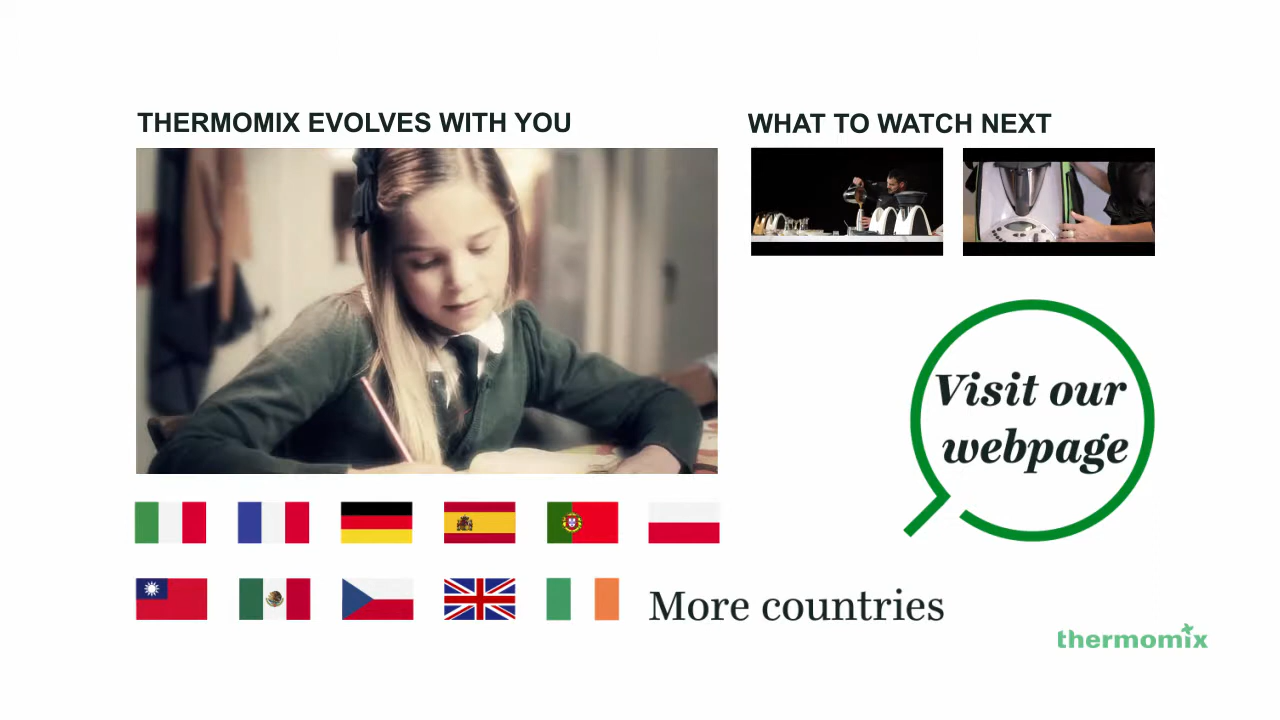 THERMOMIX EVOLVES WITH YOU
WHAT TO WATCH NEXT
Visit our
webpage
More countries
thermomix